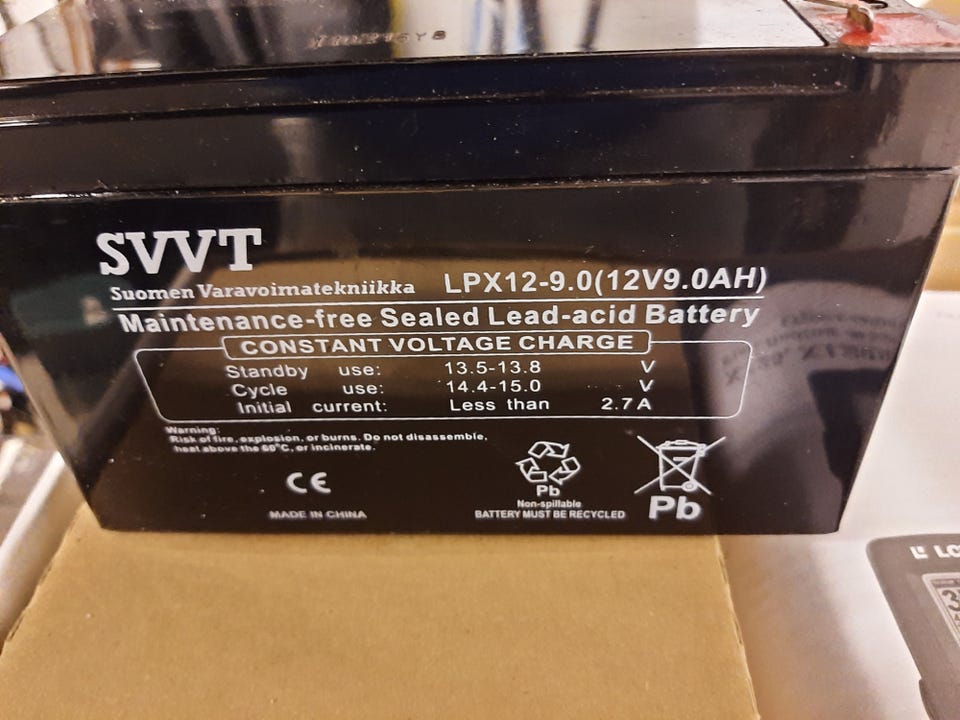 SVVT
Suomen Varavoimatekniikka LPX12-9.0(12V9.0AH)
Maintenance-free Sealed Lead-acid Battery
CONSTANT VOLTAGE CHARGE
Standby use: 13.5-13.8 V
Cycle use: 14.4-15.0 V
Initial current: Less than 2.7A
Warning:
Risk of fire, explosion, or burns. Do not disassemble,
heat above the 60°C, or incinerate.
CE
Pb
Non-spillable
BATTERY MUST BE RECYCLED
Pb
MADE IN CHINA